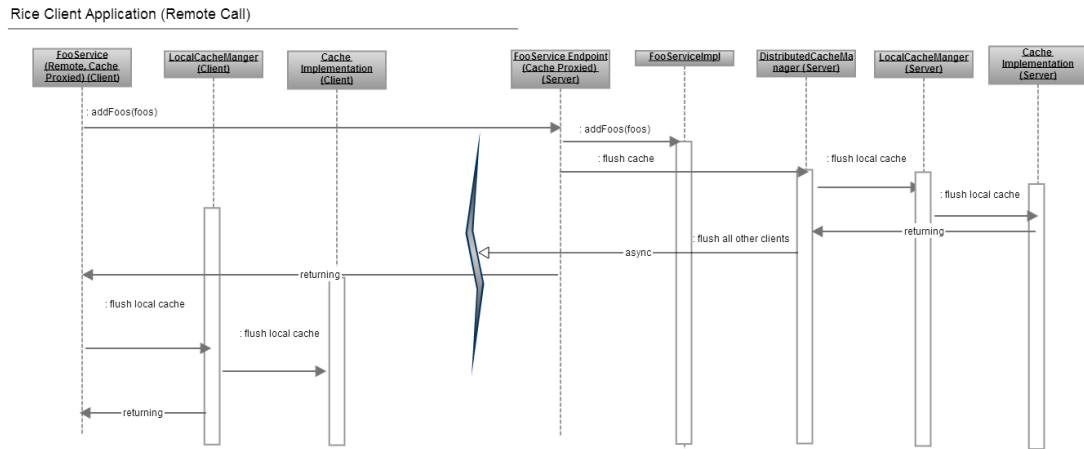 Rice Client Application (Remote Call)
FooService
(Remote, Cache
Proxied) (Client)
LocalCacheManger
(Client)
Cache
Implementation
(Client)
FooService Endpoint
(Cache Proxied)
(Server)
FooServiceImpl
DistributedCacheMa
nager (Server)
LocalCacheManger
(Server)
Cache
Implementation
(Server)
: addFoos(foos)
: addFoos(foos)
: flush cache
: flush local cache
: flush local cache
returning
: flush all other clients
async
returning
: flush local cache
: flush local cache
returning